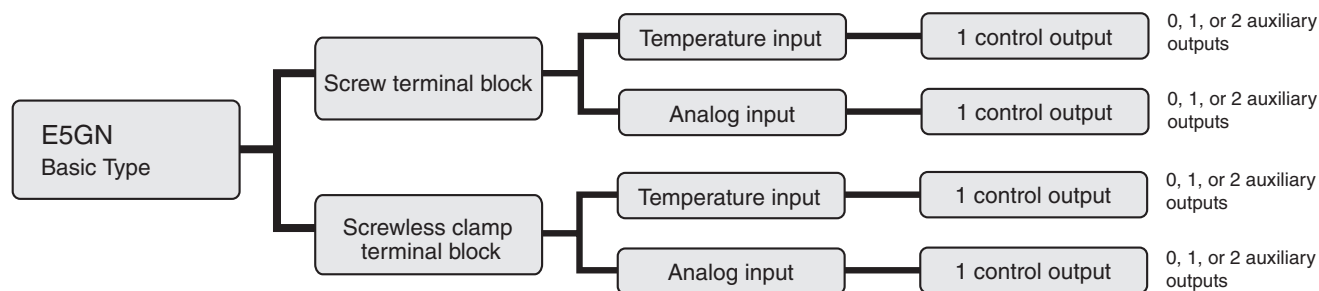 E5GN
Basic Type
Screw terminal block
Temperature input
1 control output
0, 1, or 2 auxiliary
outputs
Analog input
1 control output
0, 1, or 2 auxiliary
outputs
Screwless clamp
terminal block
Temperature input
1 control output
0, 1, or 2 auxiliary
outputs
Analog input
1 control output
0, 1, or 2 auxiliary
outputs